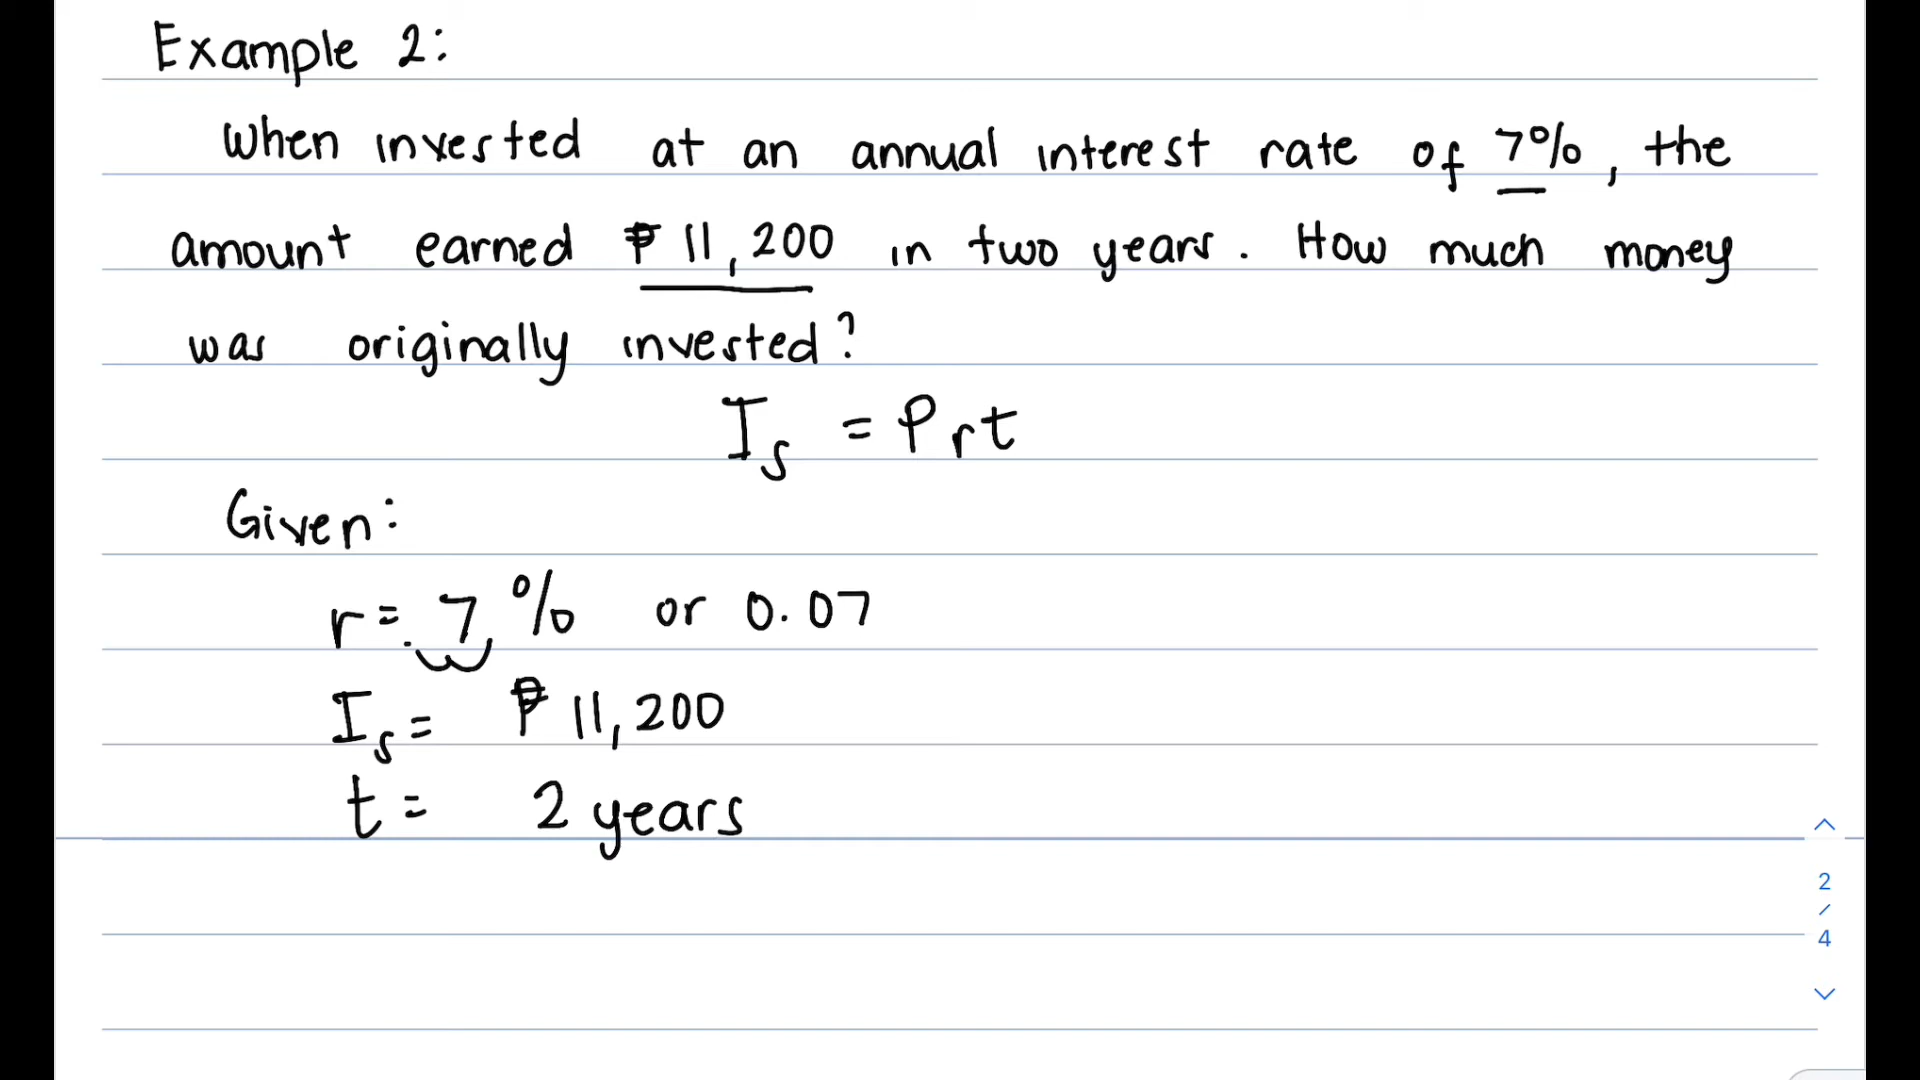 Example 2:
When invested at an annual interest rate of 7%, the
amount earned ₱ 11,200 in two years. How much money
was originally invested?
Is = Prt
Given:
r = . 7 % or 0.07
Is = ₱ 11,200
t = 2 years
2
/
4